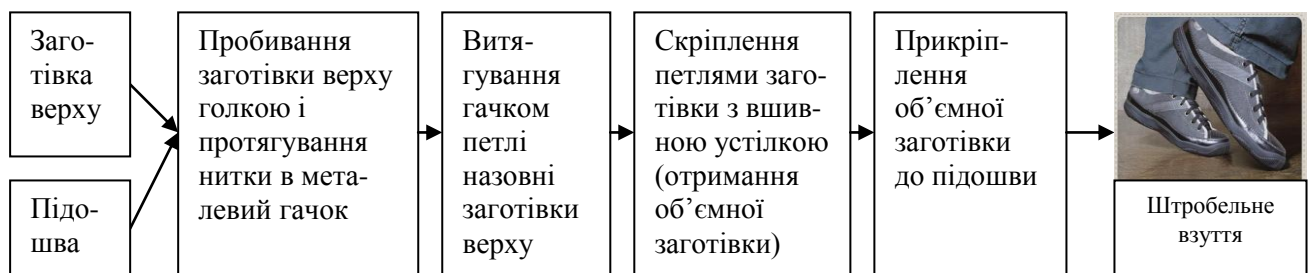 Заго-
тівка
верху
Підо-
шва
Пробивання
заготівки верху
голкою і
протягування
нитки в мета-
левий гачок
Витя-
гування
гачком
петлі
назовні
заготівки
верху
Скріплення
петлями заго-
тівки з вшив-
ною устілкою
(отримання
об’ємної
заготівки)
Прикріп-
лення
об’ємної
заготівки
до підошви
Штробельне
взуття